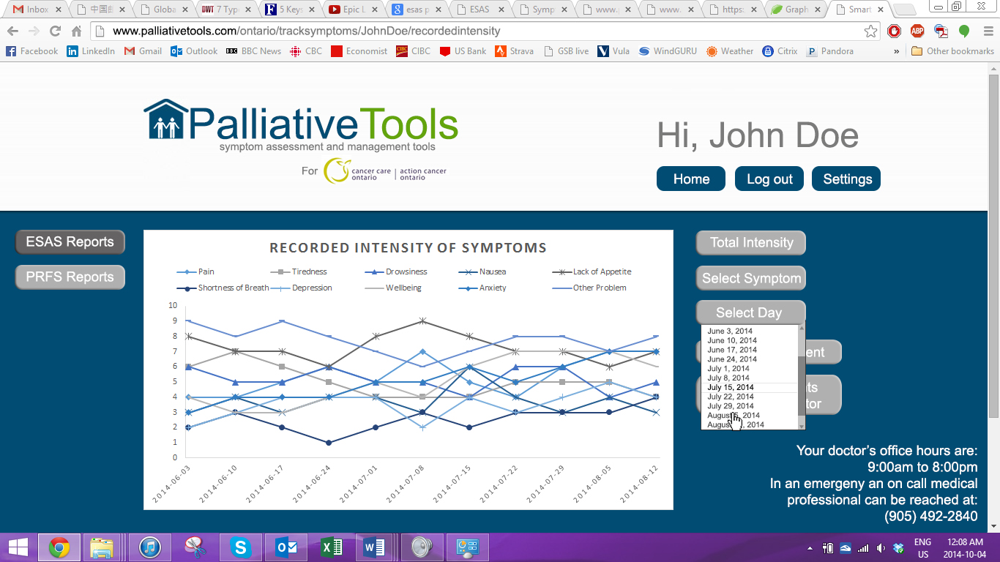 Inbox
中国曲
Globa
DWT 7 Type
F 5 Keys
Epic L
esas p
ESAS
Symp
www.
www.
https:
Graph
Smart
www.palliativetools.com/ontario/tracksymptoms/JohnDoe/recordedintensity
ABP
Facebook LinkedIn Gmail Outlook BBC News CBC Economist CIBC US Bank Strava GSB live Vula WindGURU Weather Citrix Pandora » Other bookmarks
PalliativeTools
symptom assessment and management tools
For cancer care ontario | action cancer ontario
Hi, John Doe
Home Log out Settings
ESAS Reports
PRFS Reports
RECORDED INTENSITY OF SYMPTOMS
Pain Tiredness Drowsiness Nausea Lack of Appetite
Shortness of Breath Depression Wellbeing Anxiety Other Problem
10
9
8
7
6
5
4
3
2
1
0
2014-06-03 2014-06-10 2014-06-17 2014-06-24 2014-07-01 2014-07-08 2014-07-15 2014-07-22 2014-07-29 2014-08-05 2014-08-12
Total Intensity
Select Symptom
Select Day
June 3, 2014
June 10, 2014
June 17, 2014
June 24, 2014
July 1, 2014
July 8, 2014
July 15, 2014
July 22, 2014
July 29, 2014
August 5, 2014
August , 2014
ent
ts
tor
Your doctor's office hours are:
9:00am to 8:00pm
In an emergeny an on call medical
professional can be reached at:
(905) 492-2840
ENG
US
12:08 AM
2014-10-04